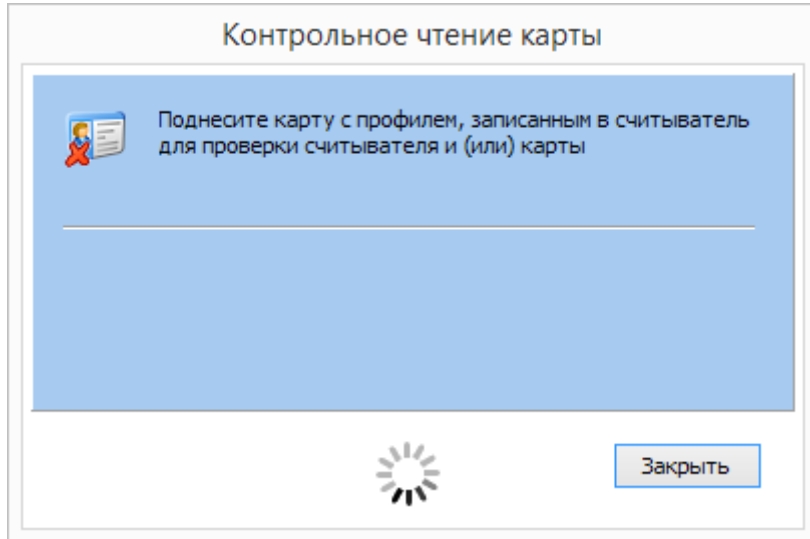 Контрольное чтение карты
Поднесите карту с профилем, записанным в считыватель
для проверки считывателя и (или) карты
Закрыть